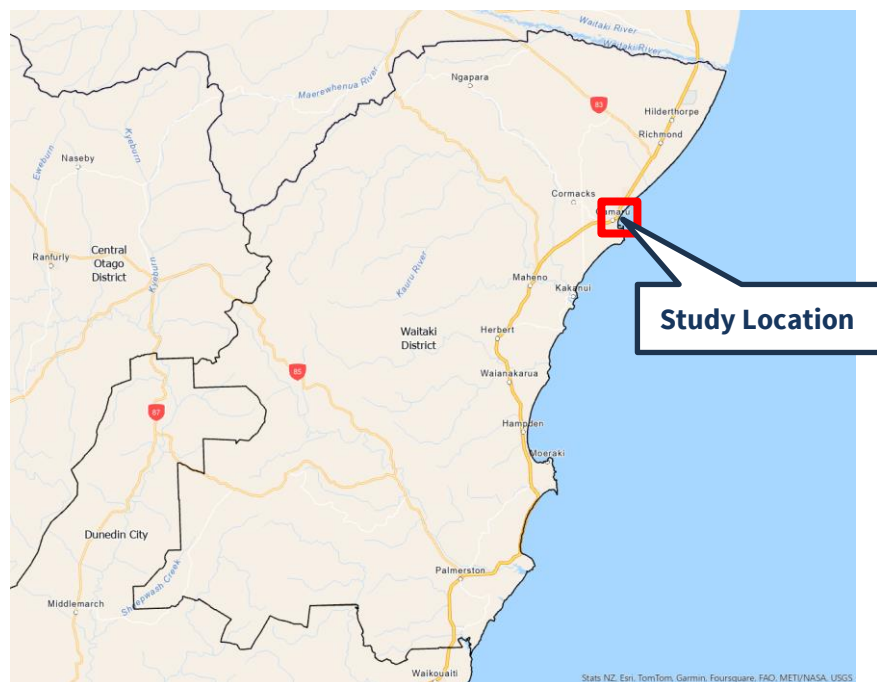 Waitaki River
Waitaki River
Ngapara
Maerewhenua River
83
Hilderthorpe
Richmond
Naseby
Eweburn
Kyeburn
Cormacks
Oamaru
Central
Otago
District
Ranfurly
Kyeburn
Kauru River
Maheno
Kakanui
Study Location
Waitaki
District
Herbert
85
Waianakarua
87
Hampden
Moeraki
Dunedin City
Palmerston
Sheepwash Creek
Middlemarch
Waikouaiti
Stats NZ, Esri, TomTom, Garmin, Foursquare, FAO, METI/NASA, USGS